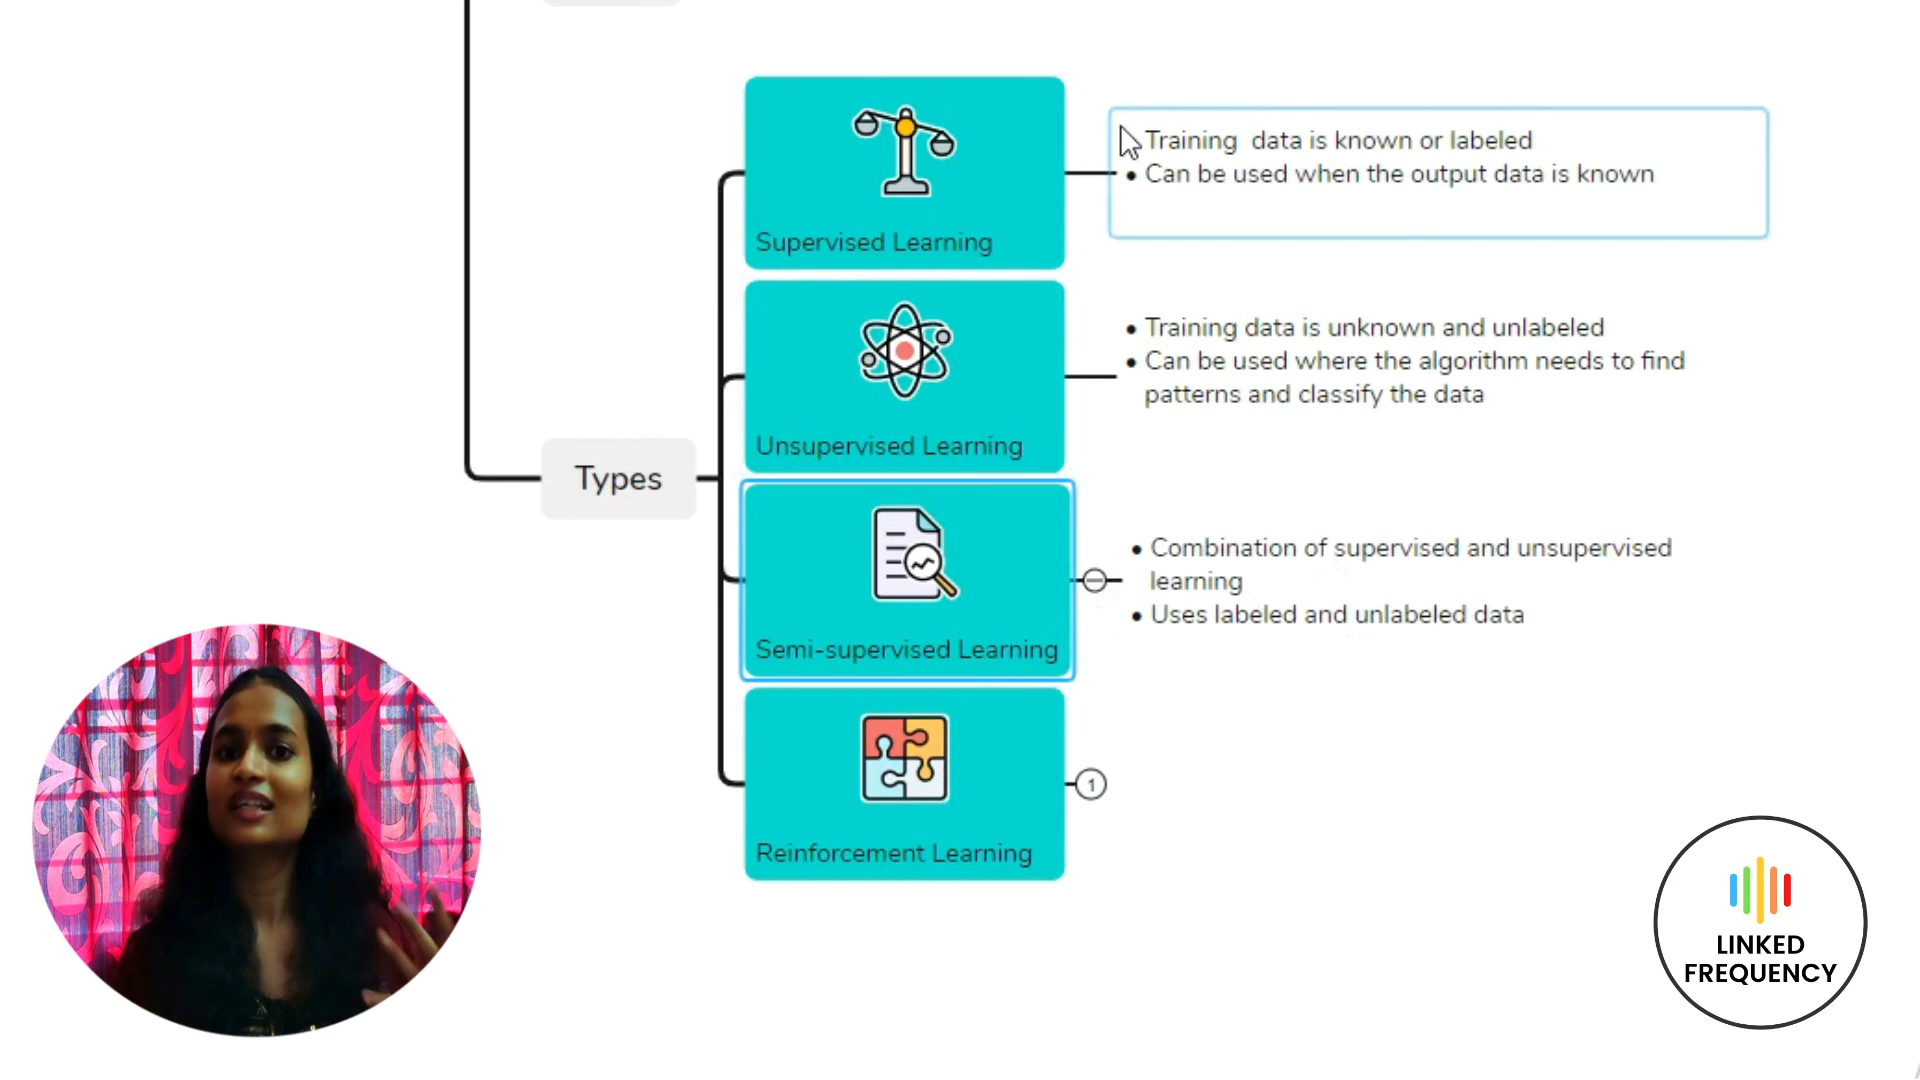 Types
Supervised Learning
Training  data is known or labeled
• Can be used when the output data is known
Unsupervised Learning
• Training data is unknown and unlabeled
• Can be used where the algorithm needs to find
patterns and classify the data
Semi-supervised Learning
• Combination of supervised and unsupervised
learning
• Uses labeled and unlabeled data
Reinforcement Learning
1
LINKED
FREQUENCY